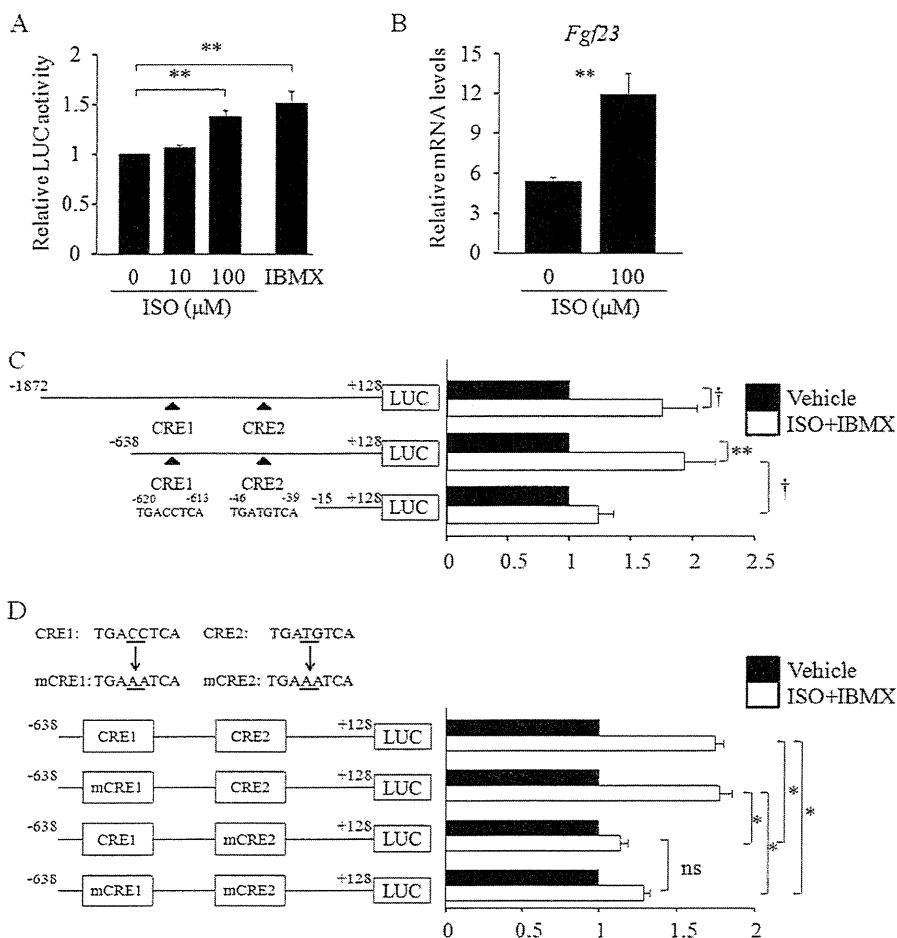 A
Relative LUC activity
2
1.5
1
0.5
0
**
**
0 10 100 IBMX
ISO (μM)
B
Fgf23
Relative mRNA levels
15
12
9
6
3
0
**
0 100
ISO (μM)
C
-1872 +128
LUC
CRE1 CRE2
-638 +128
LUC
CRE1 CRE2
-620 -613 -46 -39 -15 +128
TGACCTCA TGATGTCA
LUC
†
**
†
Vehicle
ISO+IBMX
0 0.5 1 1.5 2 2.5
D
CRE1: TGACCTCA CRE2: TGATGTCA
mCRE1: TGAAATCA mCRE2: TGAAATCA
Vehicle
ISO+IBMX
-638 CRE1 CRE2 +128 LUC
-638 mCRE1 CRE2 +128 LUC
-638 CRE1 mCRE2 +128 LUC
-638 mCRE1 mCRE2 +128 LUC
* * * *
ns
0 0.5 1 1.5 2